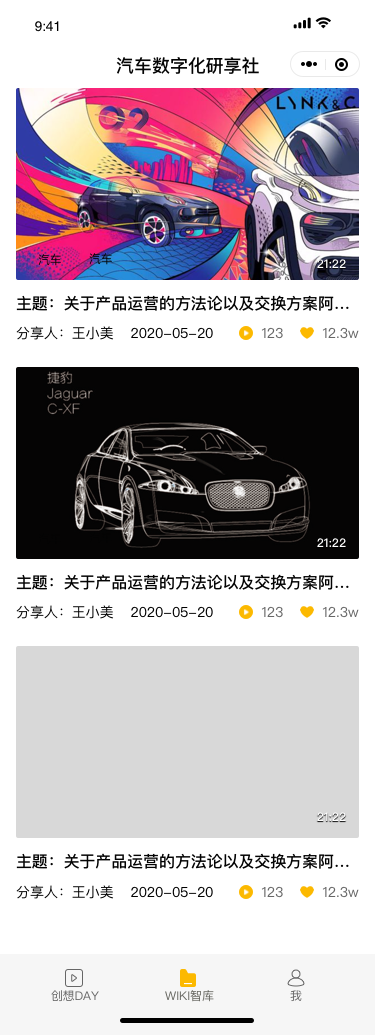 9:41
汽车数字化研享社
LYNK&C
汽车 汽车
21:22
主题：关于产品运营的方法论以及交换方案阿...
分享人：王小美 2020-05-20 123 12.3w
捷豹
Jaguar
C-XF
21:22
主题：关于产品运营的方法论以及交换方案阿...
分享人：王小美 2020-05-20 123 12.3w
21:22
主题：关于产品运营的方法论以及交换方案阿...
分享人：王小美 2020-05-20 123 12.3w
创想DAY WIKI智库 我